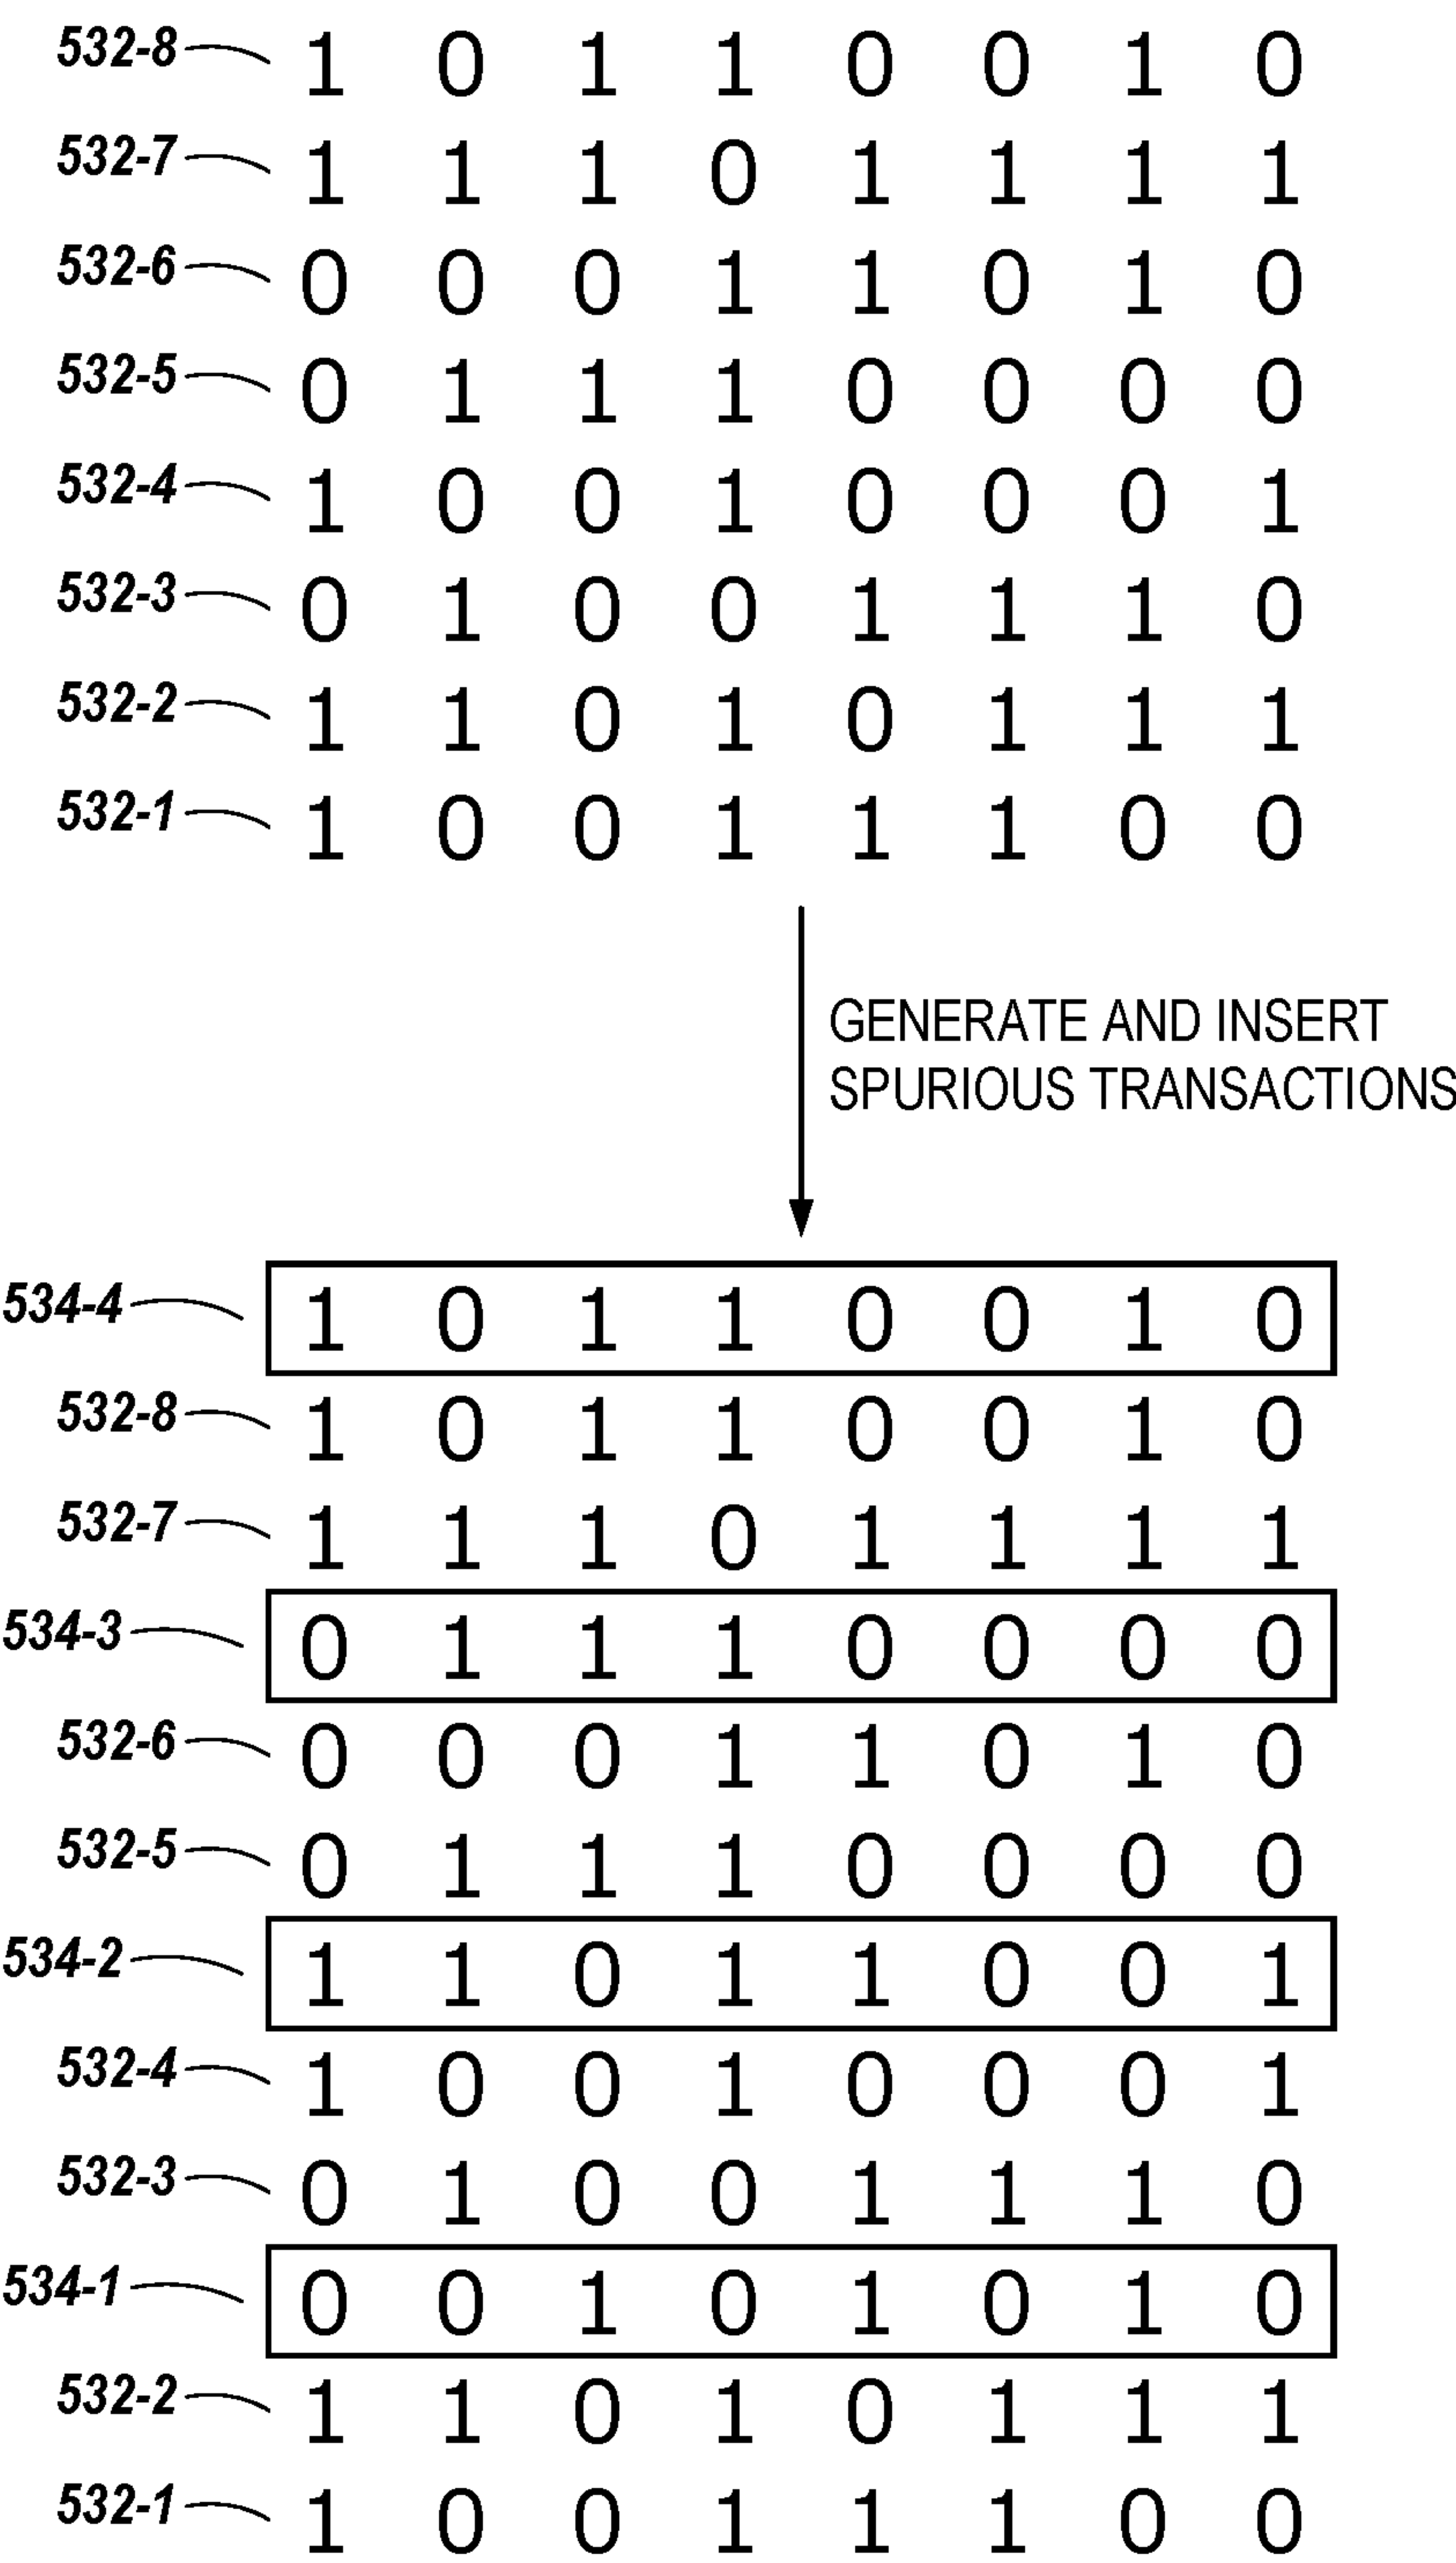 532-8 1 0 1 1 0 0 1 0
532-7 1 1 1 0 1 1 1 1
532-6 0 0 0 1 1 0 1 0
532-5 0 1 1 1 0 0 0 0
532-4 1 0 0 1 0 0 0 1
532-3 0 1 0 0 1 1 1 0
532-2 1 1 0 1 0 1 1 1
532-1 1 0 0 1 1 1 0 0
GENERATE AND INSERT
SPURIOUS TRANSACTIONS
534-4 1 0 1 1 0 0 1 0
532-8 1 0 1 1 0 0 1 0
532-7 1 1 1 0 1 1 1 1
534-3 0 1 1 1 0 0 0 0
532-6 0 0 0 1 1 0 1 0
532-5 0 1 1 1 0 0 0 0
534-2 1 1 0 1 1 0 0 1
532-4 1 0 0 1 0 0 0 1
532-3 0 1 0 0 1 1 1 0
534-1 0 0 1 0 1 0 1 0
532-2 1 1 0 1 0 1 1 1
532-1 1 0 0 1 1 1 0 0